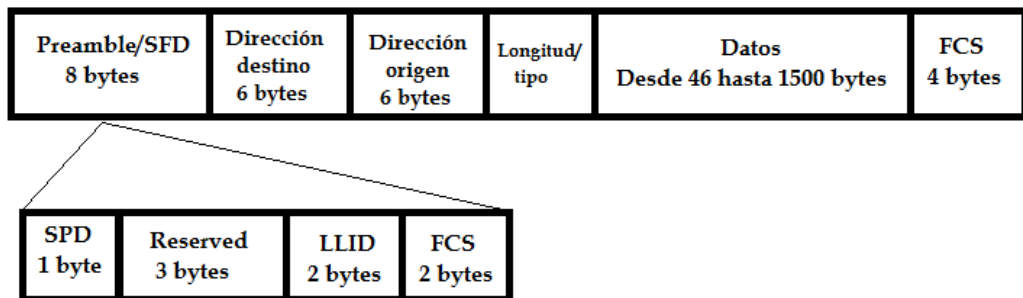 Preamble/SFD
8 bytes
Dirección
destino
6 bytes
Dirección
origen
6 bytes
Longitud/
tipo
Datos
Desde 46 hasta 1500 bytes
FCS
4 bytes
SPD
1 byte
Reserved
3 bytes
LLID
2 bytes
FCS
2 bytes